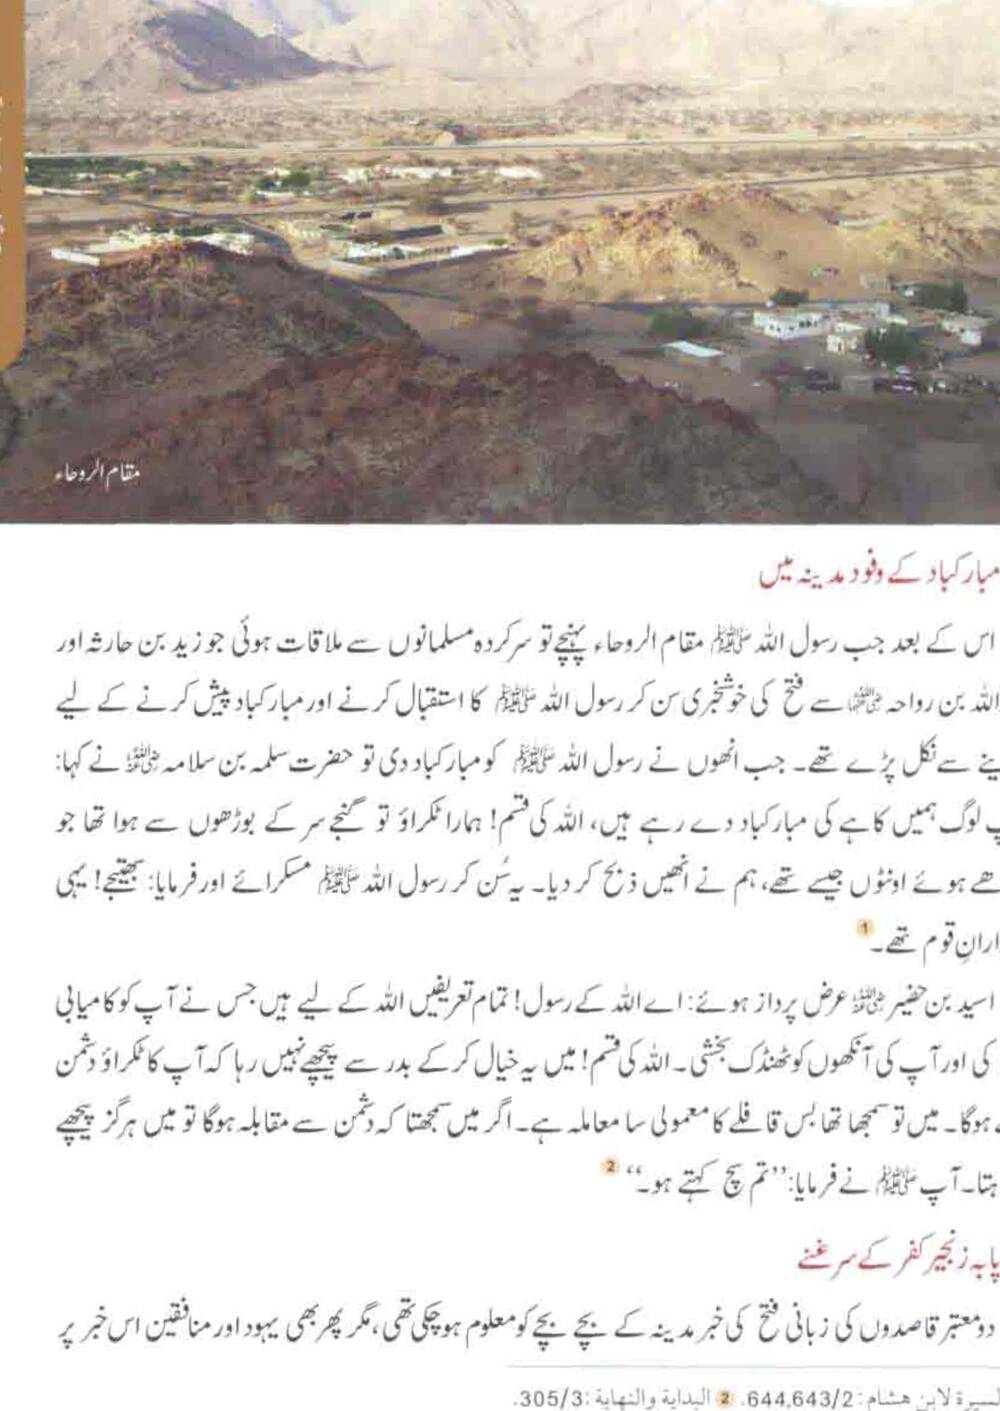 مقام الروحاء
مبارکباد کے وفود مدینہ میں
اس کے بعد جب رسول اللہ ﷺ مقام الروحاء پہنچے تو سرکردہ مسلمانوں سے ملاقات ہوئی جو زید بن حارثہ اور
اللہ بن رواحہ رضی اللہ عنہما سے فتح کی خوشخبری سن کر رسول اللہ ﷺ کا استقبال کرنے اور مبارکباد پیش کرنے کے لیے
ینے سے نکل پڑے تھے۔ جب انھوں نے رسول اللہ ﷺ کو مبارکباد دی تو حضرت سلمہ بن سلامہ رضی اللہ عنہ نے کہا:
پ لوگ ہمیں کاہے کی مبارکباد دے رہے ہیں، اللہ کی قسم! ہمارا ٹکراؤ تو گنجے سر کے بوڑھوں سے ہوا تھا جو
ھے ہوئے اونٹوں جیسے تھے، ہم نے انھیں ذبح کر دیا۔ یہ سُن کر رسول اللہ ﷺ مسکرائے اور فرمایا: بھتیجے! یہی
ارانِ قوم تھے۔ 1
اسید بن حضیر رضی اللہ عنہ عرض پرداز ہوئے: اے اللہ کے رسول! تمام تعریفیں اللہ کے لیے ہیں جس نے آپ کو کامیابی
کی اور آپ کی آنکھوں کو ٹھنڈک بخشی۔ اللہ کی قسم! میں یہ خیال کر کے بدر سے پیچھے نہیں رہا کہ آپ کا ٹکراؤ دشمن
ہوگا۔ میں تو سمجھا تھا بس قافلے کا معمولی سا معاملہ ہے۔ اگر میں سمجھتا کہ دشمن سے مقابلہ ہوگا تو میں ہرگز پیچھے
ہتا۔ آپ ﷺ نے فرمایا: ’’تم سچ کہتے ہو۔‘‘ 2
پابہ زنجیر کفر کے سرغنے
دو معتبر قاصدوں کی زبانی فتح کی خبر مدینہ کے بچے بچے کو معلوم ہو چکی تھی، مگر پھر بھی یہود اور منافقین اس خبر پر
لسيرة لابن هشام: 644,643/2. 2 البداية والنهاية: 305/3.